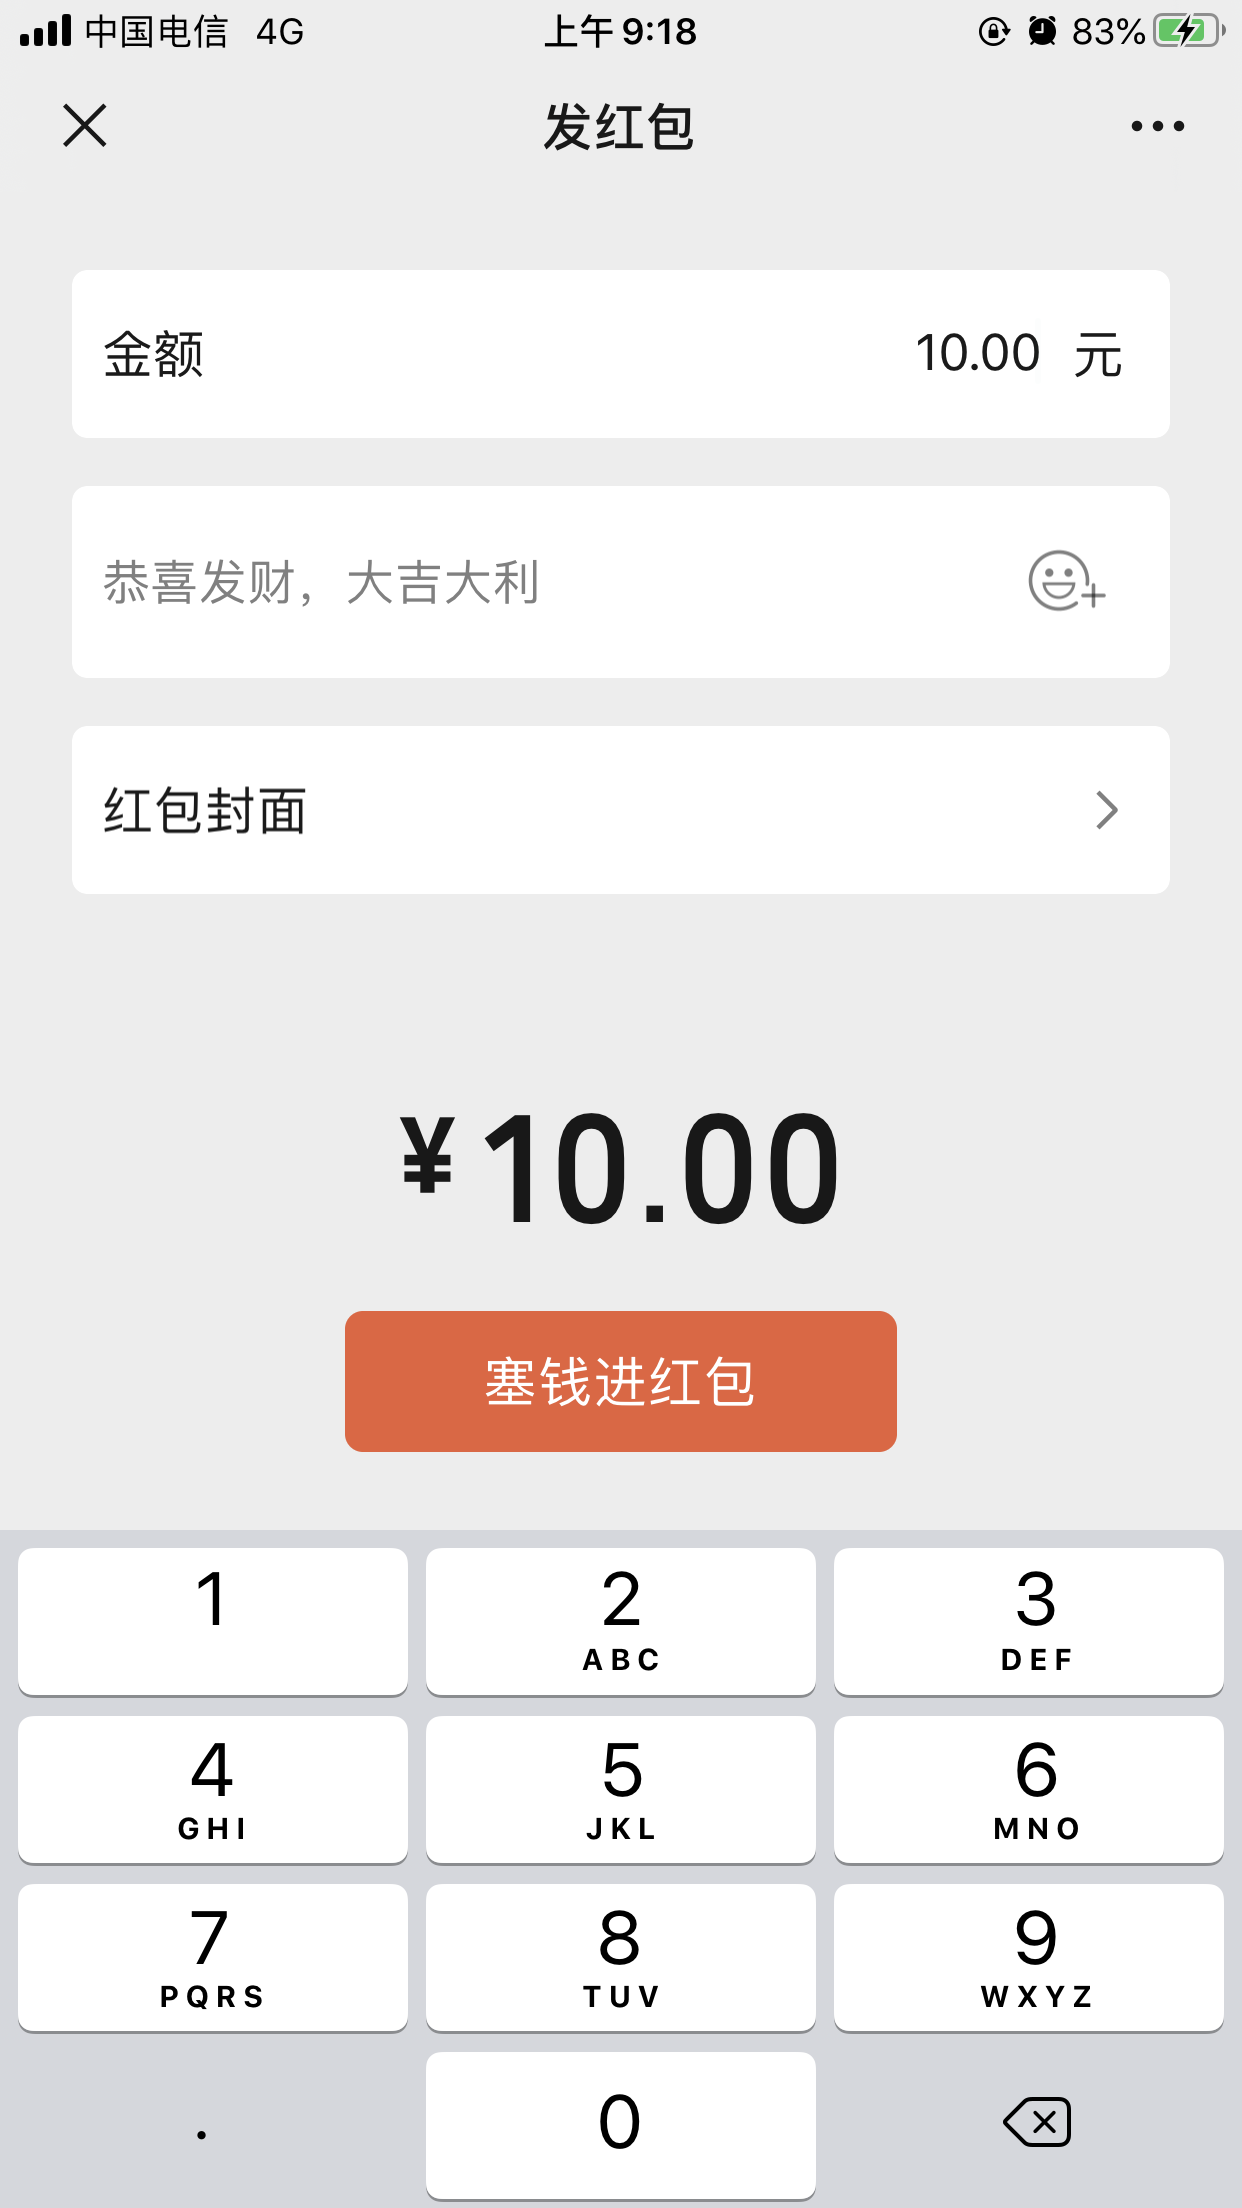 中国电信 4G 上午 9:18 83%
发红包
金额 10.00 元
恭喜发财，大吉大利
红包封面
¥10.00
塞钱进红包
1 2 3
ABC DEF
4 5 6
GHI JKL MNO
7 8 9
PQRS TUV WXYZ
. 0